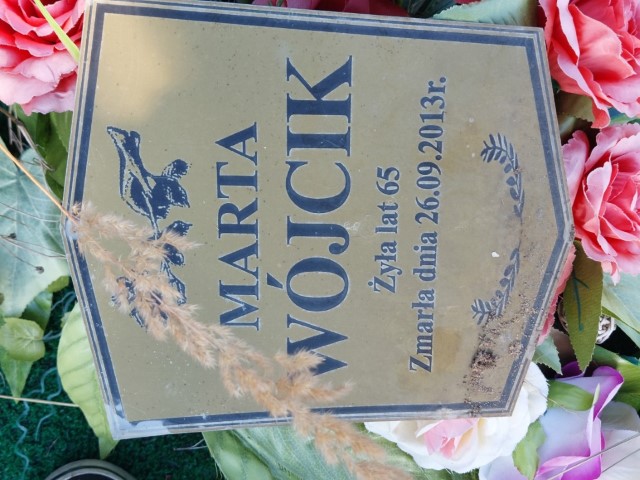 MARTA
WÓJCIK
Żyła lat 65
Zmarła dnia 26.09.2013r.